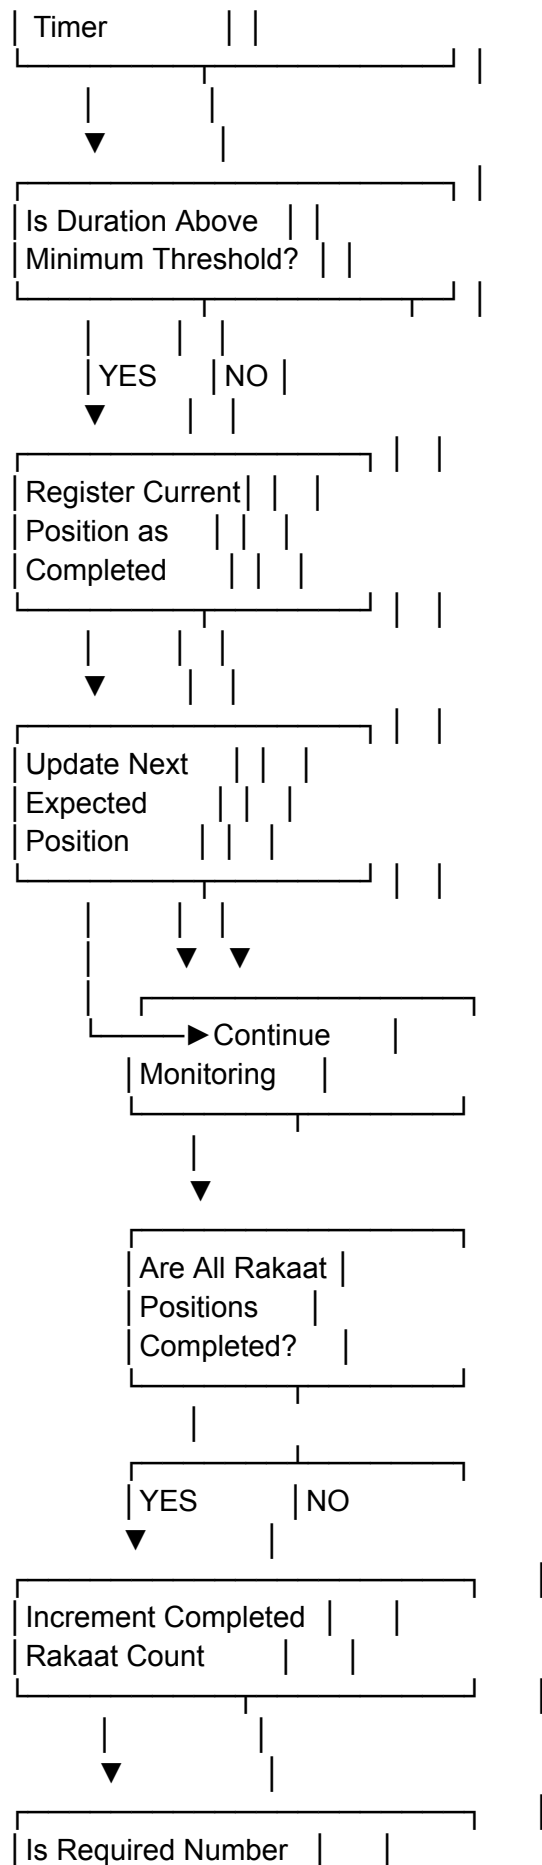 Timer
Is Duration Above
Minimum Threshold?
YES NO
Register Current
Position as
Completed
Update Next
Expected
Position
Continue
Monitoring
Are All Rakaat
Positions
Completed?
YES NO
Increment Completed
Rakaat Count
Is Required Number